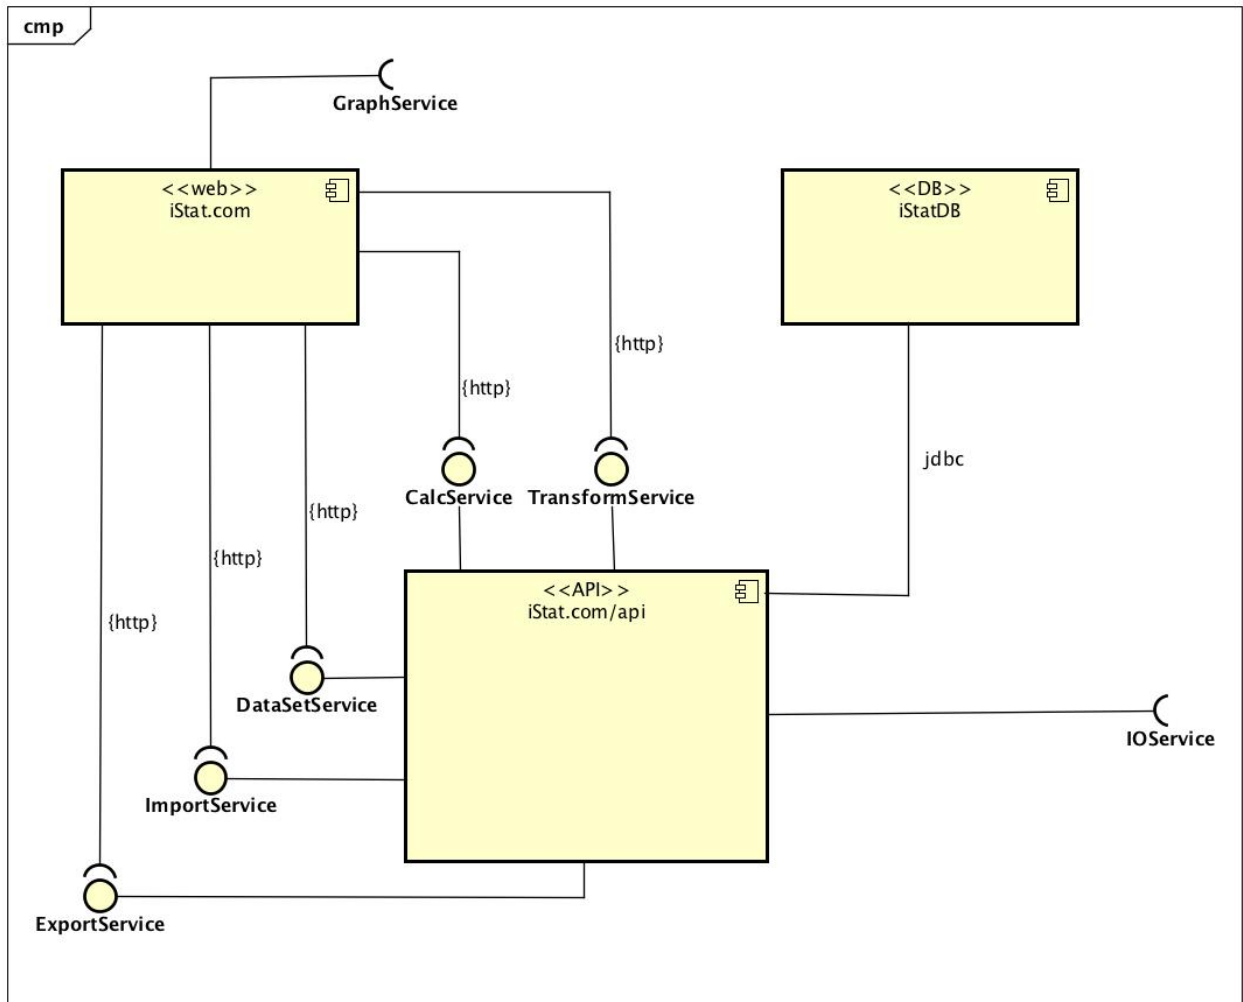 cmp
GraphService
<<web>>
iStat.com
<<DB>>
iStatDB
{http}
{http}
jdbc
CalcService
TransformService
{http}
{http}
<<API>>
iStat.com/api
{http}
DataSetService
IOService
ImportService
ExportService